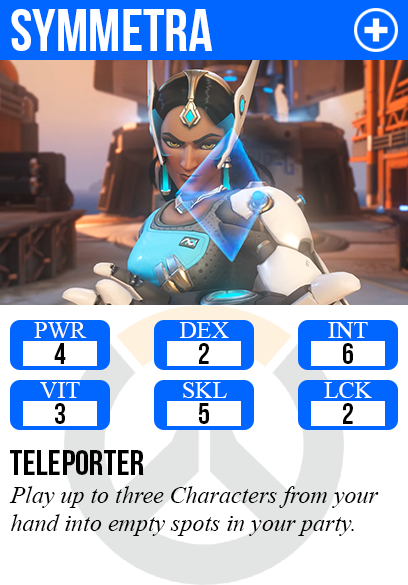 SYMMETRA
PWR DEX INT
4 2 6
VIT SKL LCK
3 5 2
TELEPORTER
Play up to three Characters from your
hand into empty spots in your party.